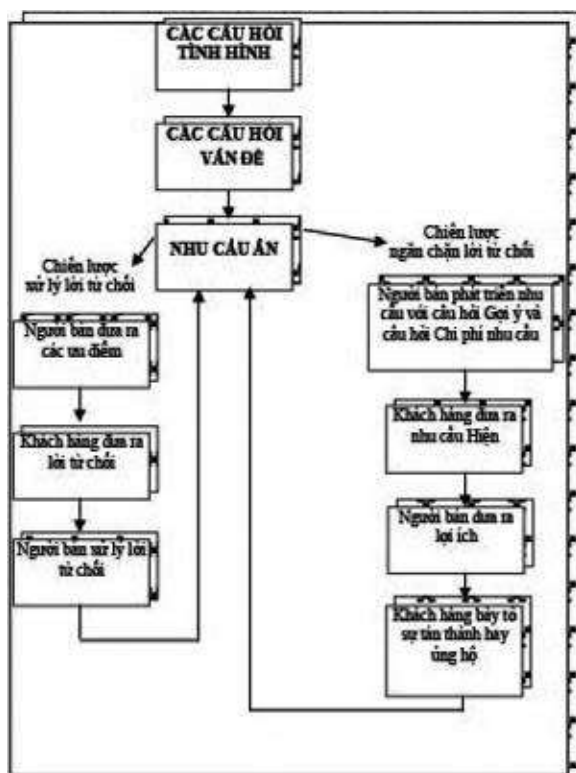 CÁC CÂU HỎI
TÌNH HÌNH
CÁC CÂU HỎI
VẤN ĐỀ
NHU CẦU ẨN
Chiến lược
xử lý lời từ chối
Chiến lược
ngăn chặn lời từ chối
Người bán đưa ra
các ưu điểm
Khách hàng đưa ra
lời từ chối
Người bán xử lý lời
từ chối
Người bán phát triển nhu
cầu với câu hỏi Gợi ý và
câu hỏi Chi phí nhu cầu
Khách hàng đưa ra
nhu cầu Hiện
Người bán đưa ra
lợi ích
Khách hàng bày tỏ
sự tán thành hay
ủng hộ